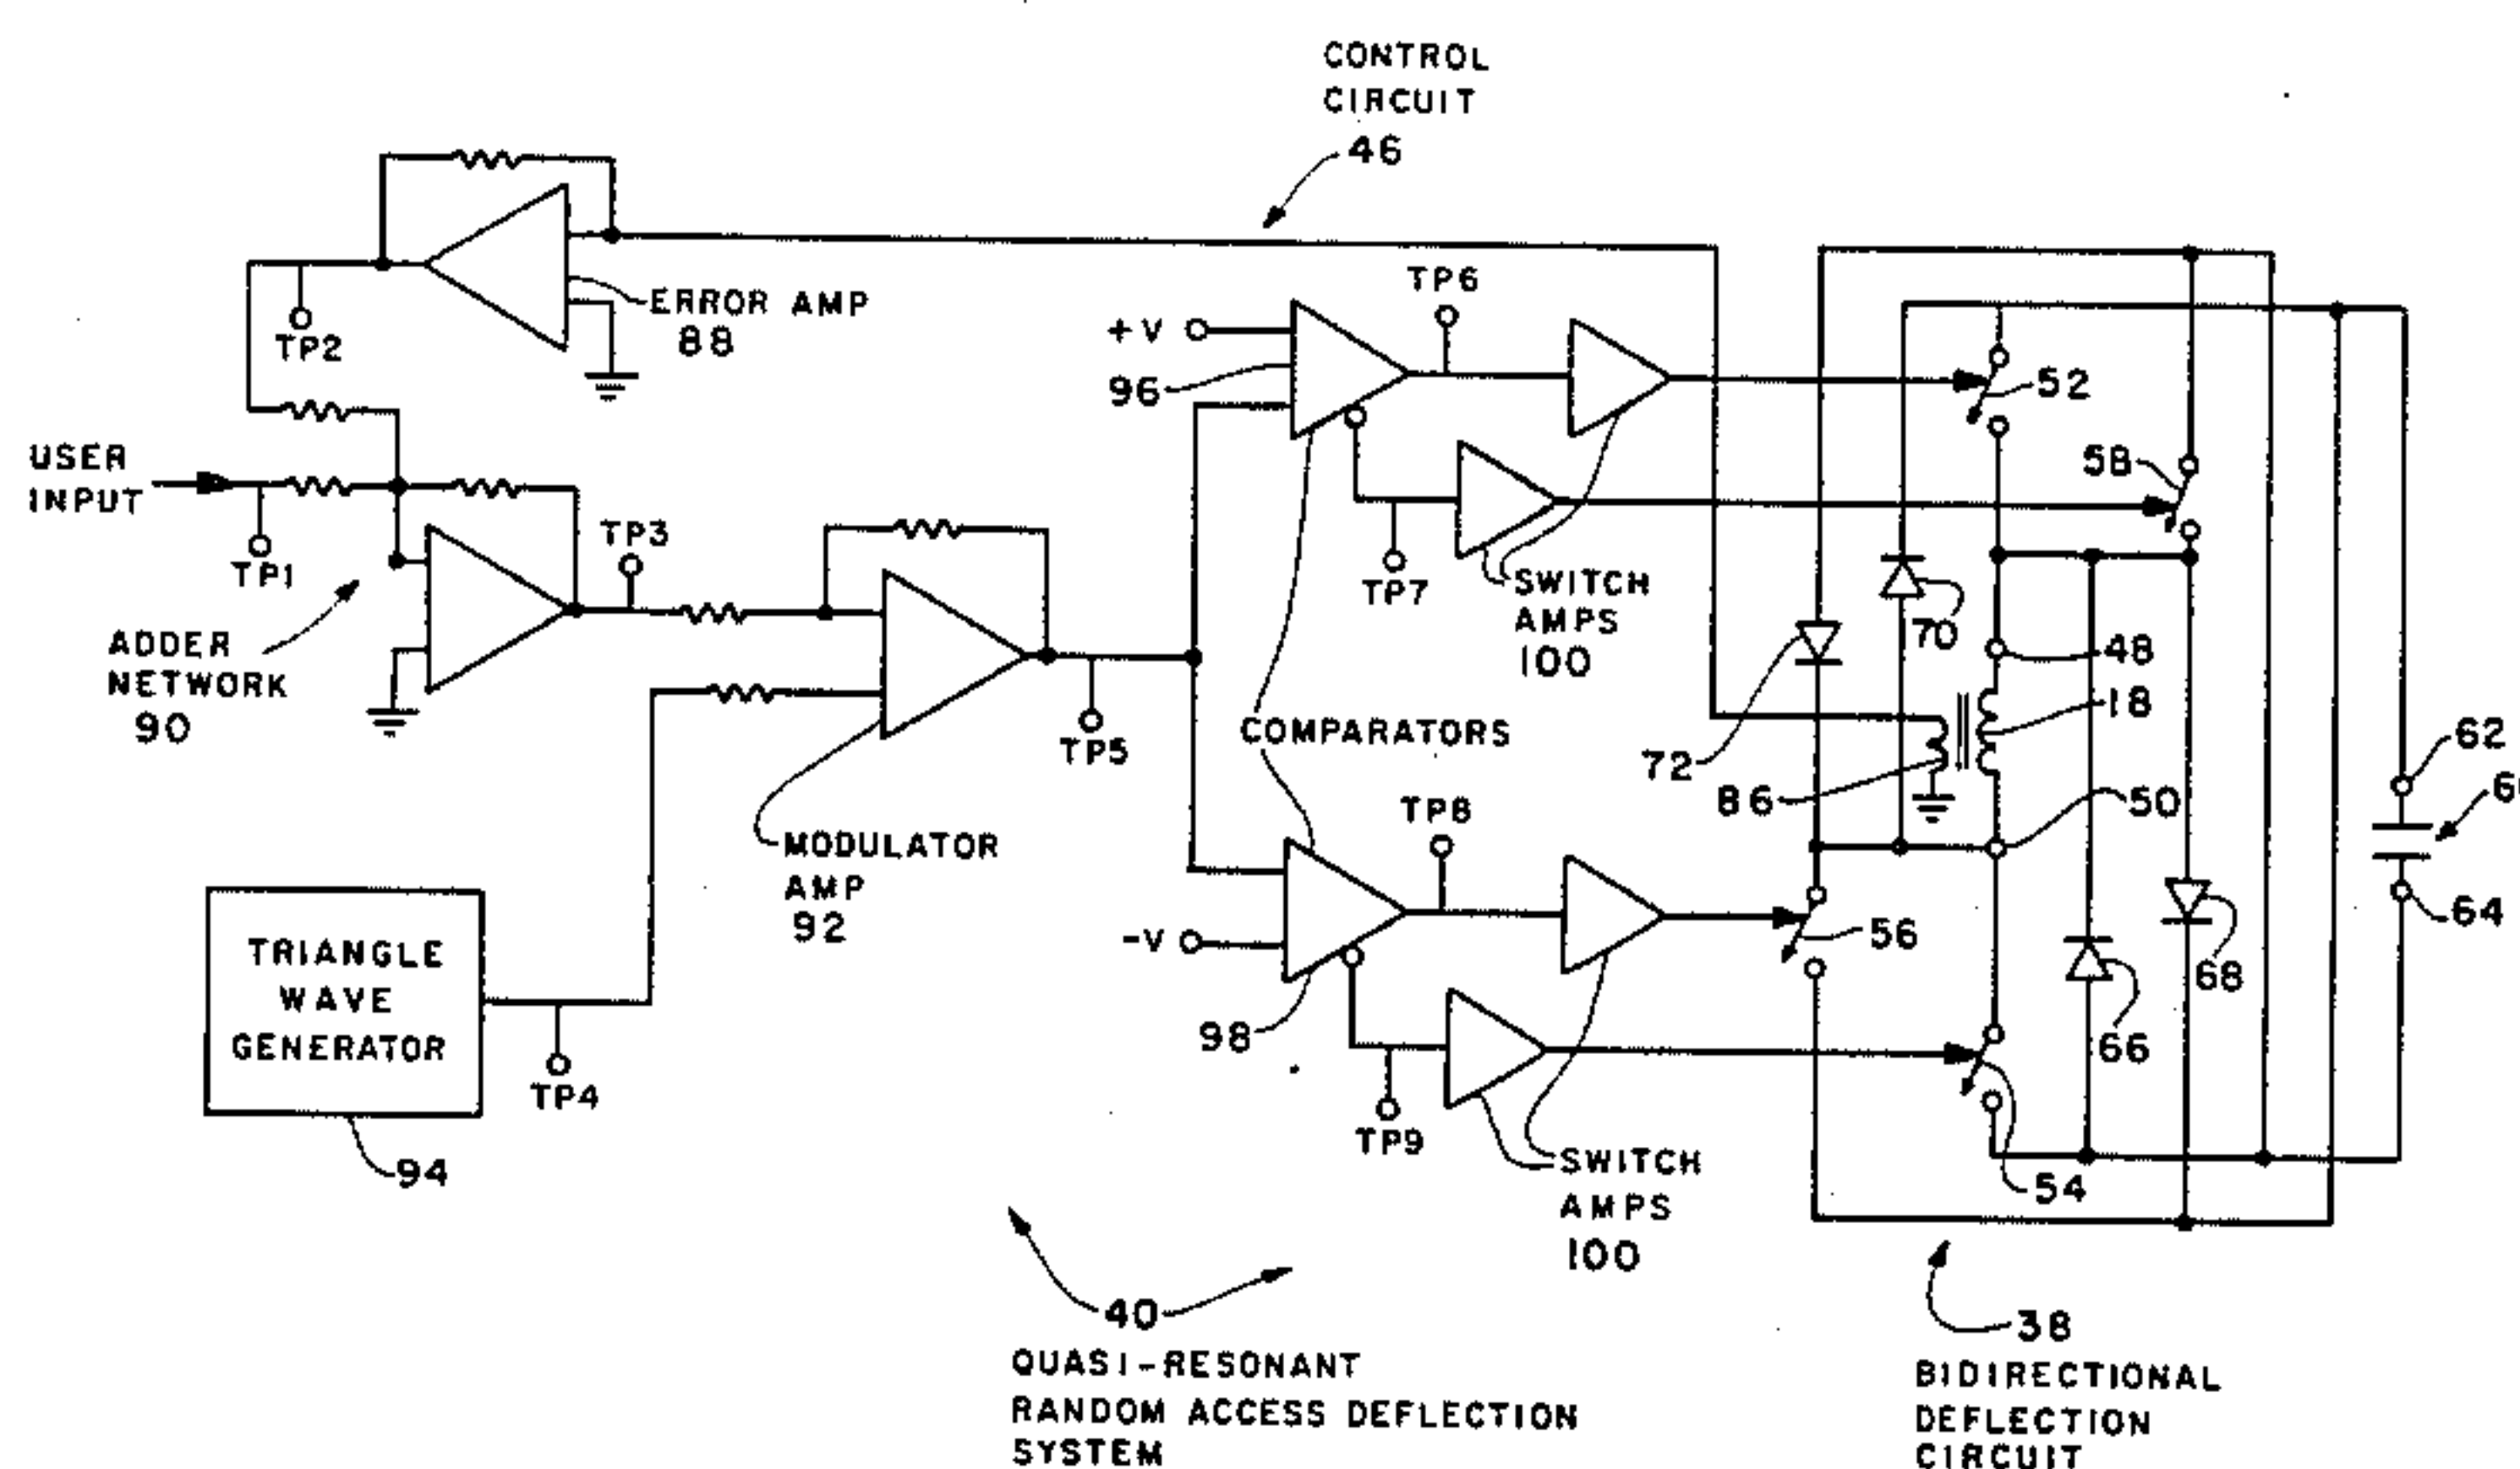 CONTROL
CIRCUIT
46
ERROR AMP
88
TP2
TP6
+V
96
52
USER
INPUT
58
TP1
TP3
TP7
SWITCH
AMPS
100
70
ADDER
NETWORK
90
48
18
TP5
COMPARATORS
72
62
86
50
TP8
MODULATOR
AMP
92
64
-V
56
68
TRIANGLE
WAVE
GENERATOR
98
66
TP4
TP9
94
SWITCH
AMPS
100
54
40
QUASI-RESONANT
RANDOM ACCESS DEFLECTION
SYSTEM
38
BIDIRECTIONAL
DEFLECTION
CIRCUIT